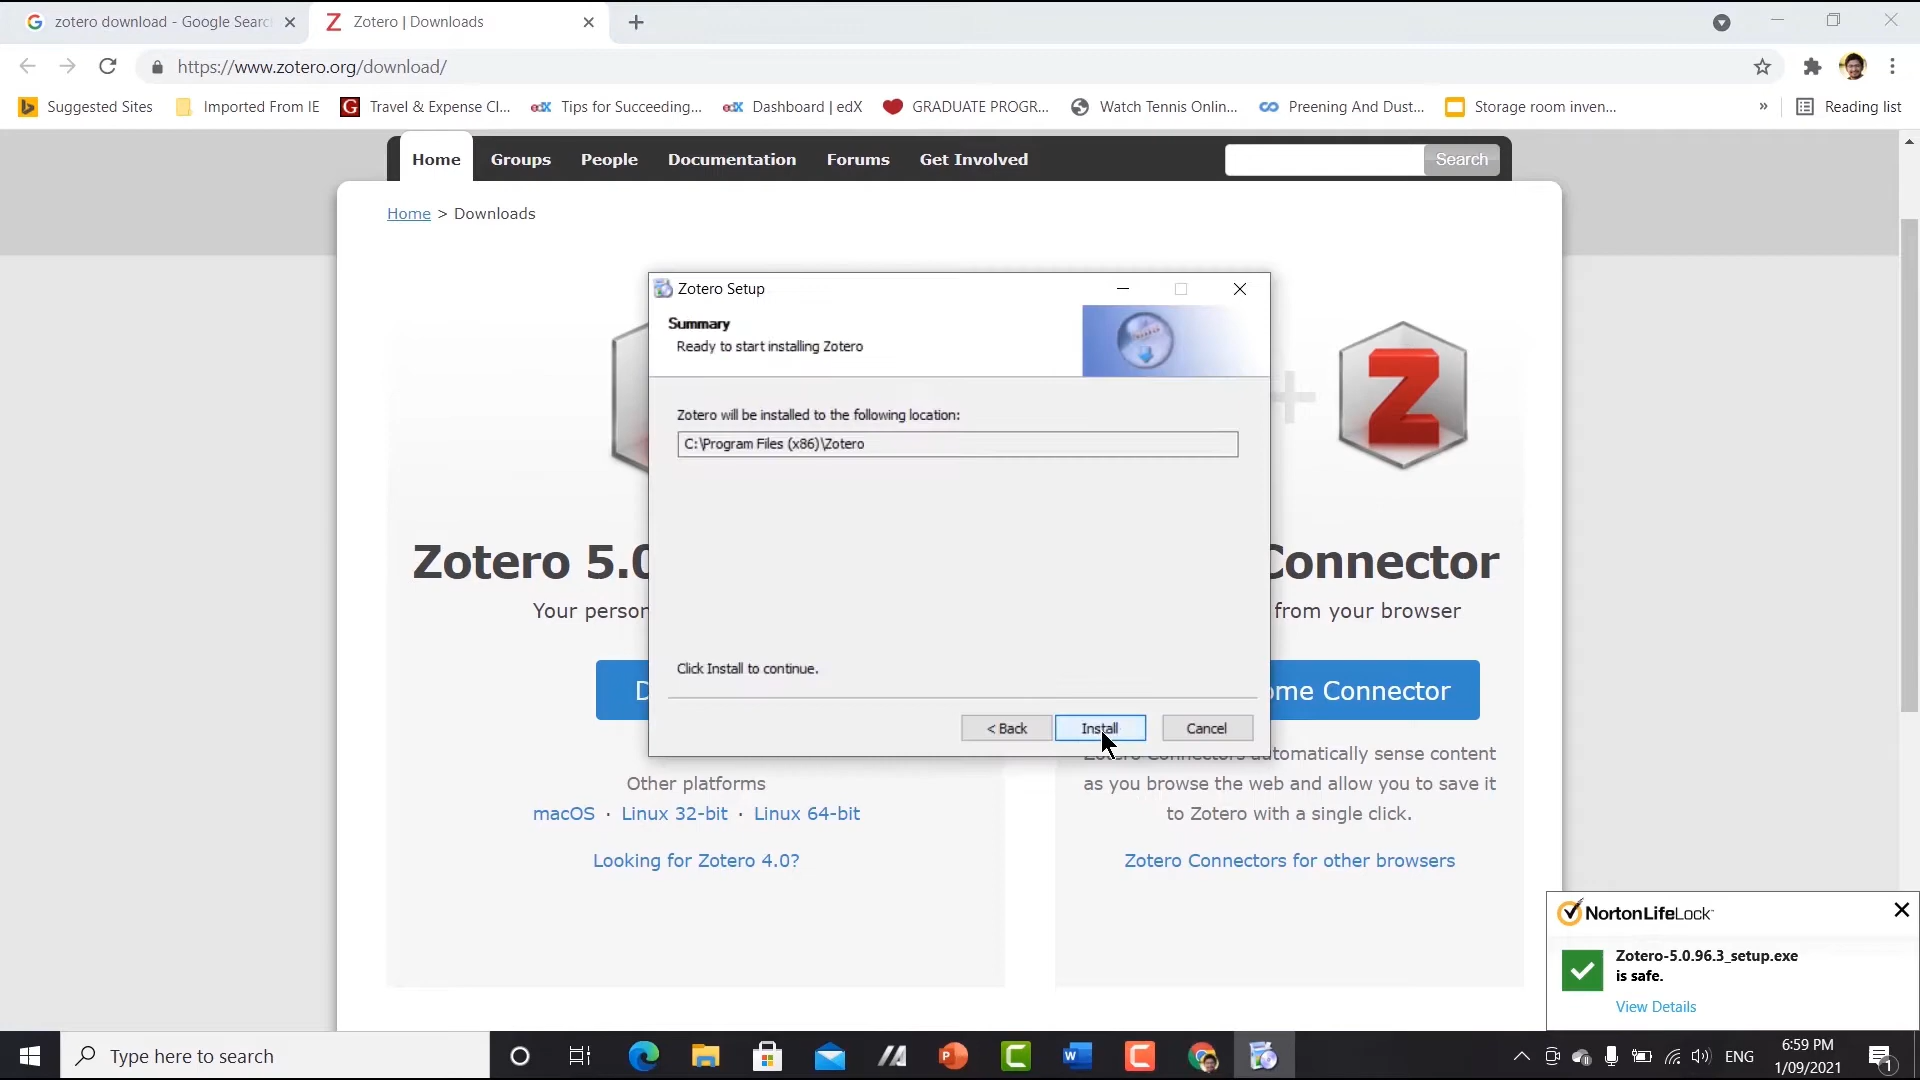 zotero download - Google Searc
Zotero | Downloads
https://www.zotero.org/download/
Suggested Sites
Imported From IE
Travel & Expense Cl...
Tips for Succeeding...
Dashboard | edX
GRADUATE PROGR...
Watch Tennis Onlin...
Preening And Dust...
Storage room inven...
»
Reading list
Home
Groups
People
Documentation
Forums
Get Involved
Search
Home > Downloads
Zotero Setup
Summary
Ready to start installing Zotero
Zotero will be installed to the following location:
C:\Program Files (x86)\Zotero
Click Install to continue.
< Back
Install
Cancel
Zotero 5.0
Your person
D
Other platforms
macOS · Linux 32-bit · Linux 64-bit
Looking for Zotero 4.0?
Z
Connector
from your browser
ome Connector
Zotero Connectors automatically sense content
as you browse the web and allow you to save it
to Zotero with a single click.
Zotero Connectors for other browsers
NortonLifeLock
Zotero-5.0.96.3_setup.exe
is safe.
View Details
Type here to search
ENG
6:59 PM
1/09/2021
1